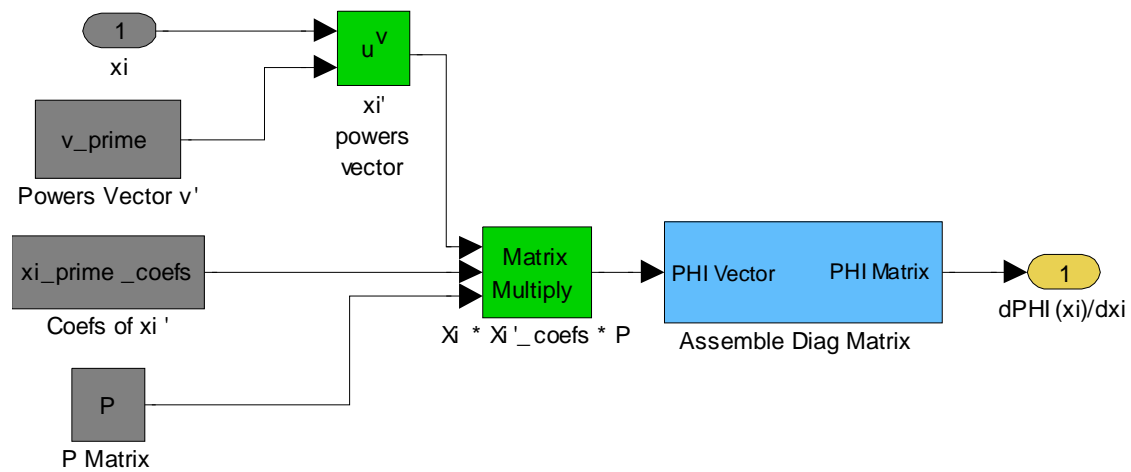 1
xi
u^v
xi'
powers
vector
v_prime
Powers Vector v'
xi_prime _coefs
Coefs of xi '
P
P Matrix
Matrix
Multiply
Xi * Xi'_coefs * P
PHI Vector
PHI Matrix
Assemble Diag Matrix
1
dPHI (xi)/dxi